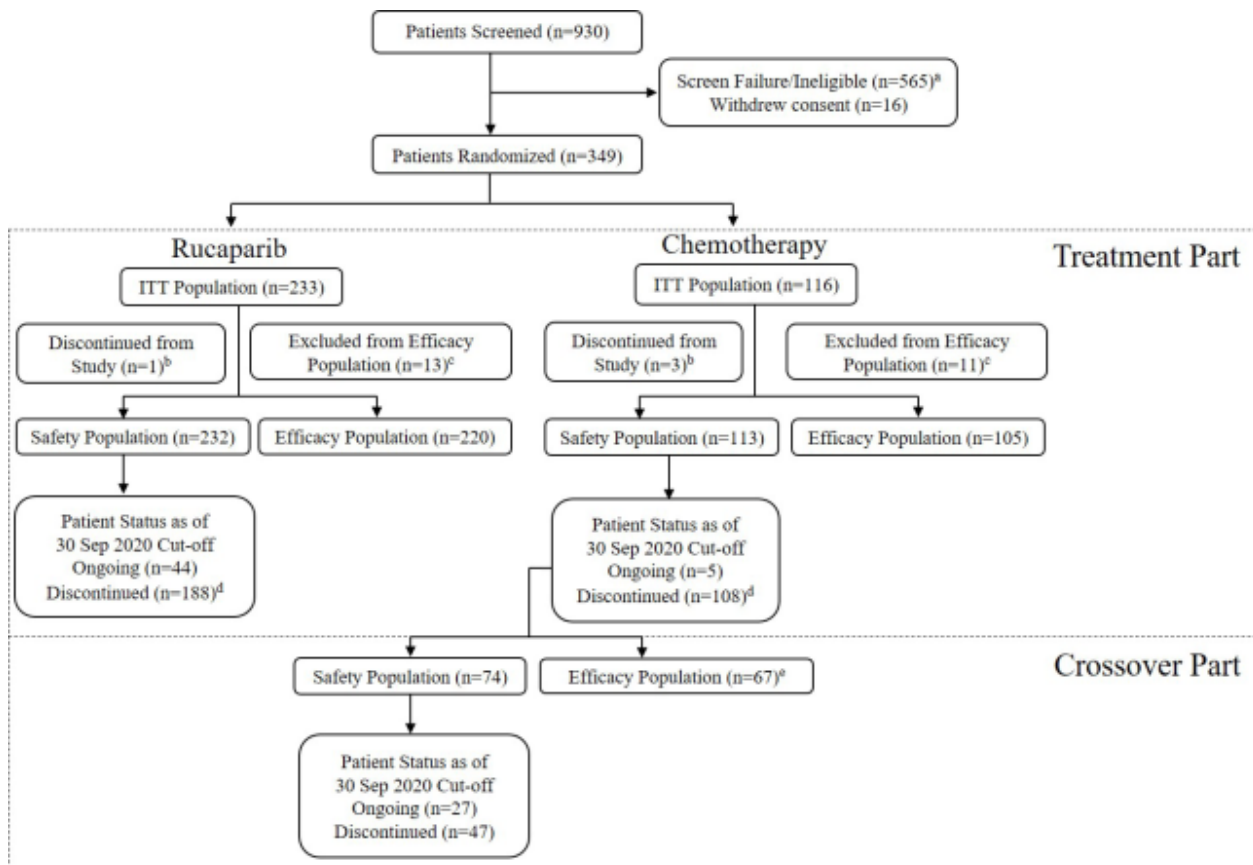 Patients Screened (n=930)
Screen Failure/Ineligible (n=565)ᵃ
Withdrew consent (n=16)
Patients Randomized (n=349)
Treatment Part
Rucaparib
ITT Population (n=233)
Discontinued from
Study (n=1)ᵇ
Excluded from Efficacy
Population (n=13)ᶜ
Safety Population (n=232)
Efficacy Population (n=220)
Patient Status as of
30 Sep 2020 Cut-off
Ongoing (n=44)
Discontinued (n=188)ᵈ
Chemotherapy
ITT Population (n=116)
Discontinued from
Study (n=3)ᵇ
Excluded from Efficacy
Population (n=11)ᶜ
Safety Population (n=113)
Efficacy Population (n=105)
Patient Status as of
30 Sep 2020 Cut-off
Ongoing (n=5)
Discontinued (n=108)ᵈ
Crossover Part
Safety Population (n=74)
Efficacy Population (n=67)ᵉ
Patient Status as of
30 Sep 2020 Cut-off
Ongoing (n=27)
Discontinued (n=47)